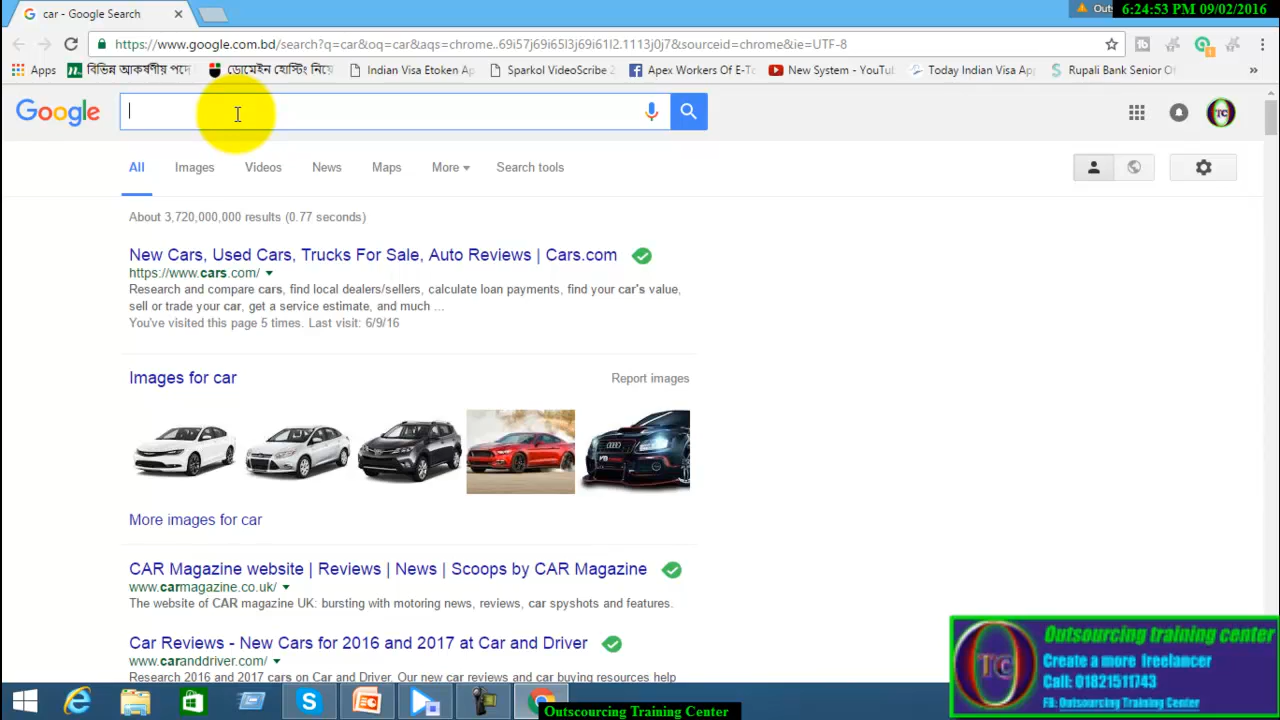 car - Google Search
Out
6:24:53 PM 09/02/2016
https://www.google.com.bd/search?q=car&oq=car&aqs=chrome..69i57j69i65l3j69i61l2.1113j0j7&sourceid=chrome&ie=UTF-8
Apps বিভিন্ন আকর্ষণীয় পদে ডোমেইন হোস্টিং নিয়ে Indian Visa Etoken Ap Sparkol VideoScribe 2 Apex Workers Of E-T New System - YouTu Today Indian Visa Ap Rupali Bank Senior Of »
Google
All Images Videos News Maps More Search tools
About 3,720,000,000 results (0.77 seconds)
New Cars, Used Cars, Trucks For Sale, Auto Reviews | Cars.com
https://www.cars.com/
Research and compare cars, find local dealers/sellers, calculate loan payments, find your car's value,
sell or trade your car, get a service estimate, and much ...
You've visited this page 5 times. Last visit: 6/9/16
Images for car
Report images
More images for car
CAR Magazine website | Reviews | News | Scoops by CAR Magazine
www.carmagazine.co.uk/
The website of CAR magazine UK: bursting with motoring news, reviews, car spyshots and features.
Car Reviews - New Cars for 2016 and 2017 at Car and Driver
www.caranddriver.com/
Research 2016 and 2017 cars on Car and Driver. Our new car reviews and car buying resources help
OTC
Outsourcing training center
Create a more freelancer
Call: 01821511743
FB: Outsourcing Training Center
Outscourcing Training Center